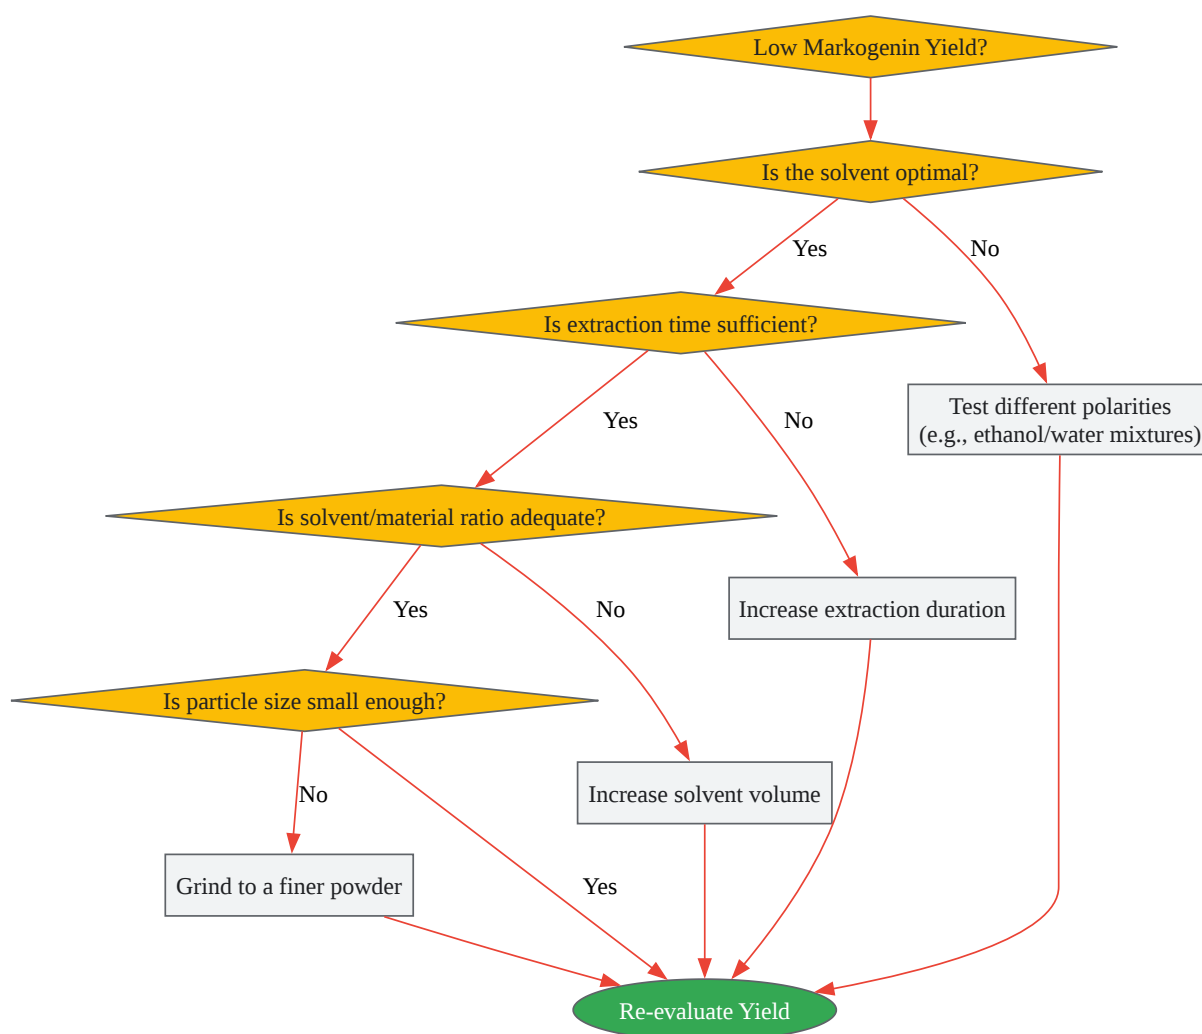 Low Markogenin Yield?
Is the solvent optimal?
Yes
No
Is extraction time sufficient?
Test different polarities
(e.g., ethanol/water mixtures)
Yes
No
Is solvent/material ratio adequate?
Increase extraction duration
Yes
No
Is particle size small enough?
Increase solvent volume
No
Grind to a finer powder
Yes
Re-evaluate Yield